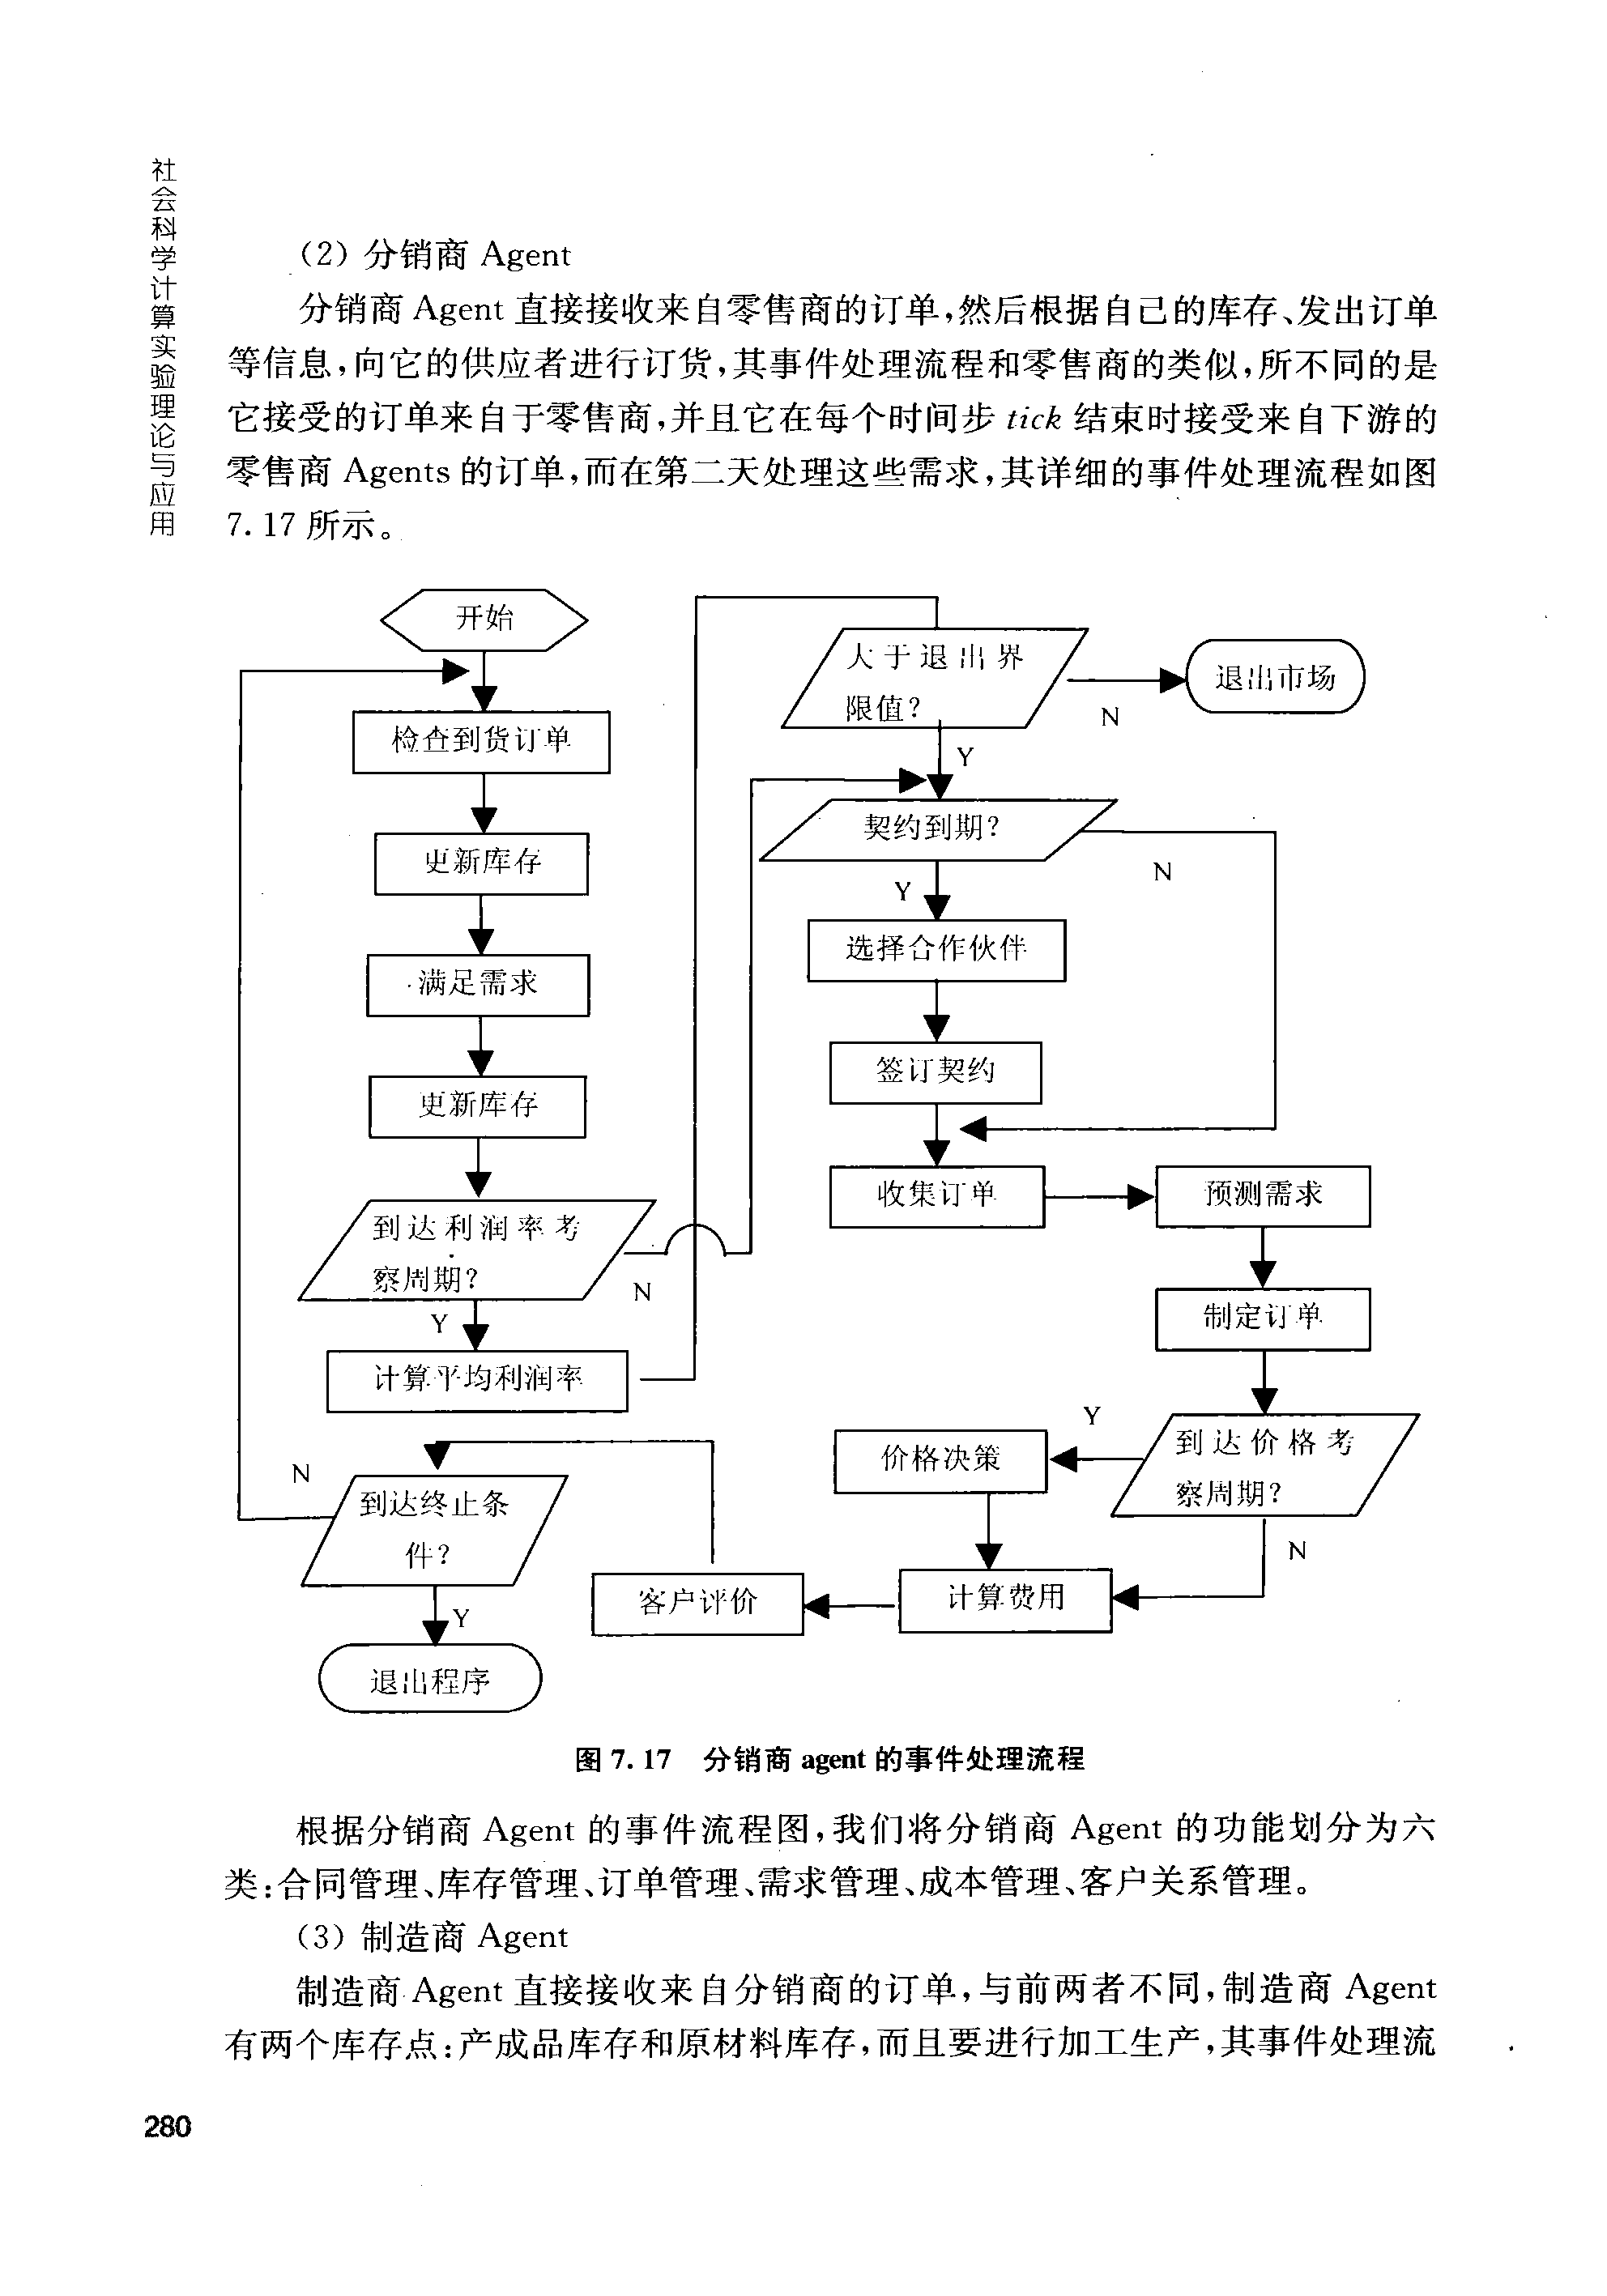 社会科学计算实验理论与应用
(2) 分销商 Agent
分销商 Agent 直接接收来自零售商的订单,然后根据自己的库存、发出订单
等信息,向它的供应者进行订货,其事件处理流程和零售商的类似,所不同的是
它接受的订单来自于零售商,并且它在每个时间步 tick 结束时接受来自下游的
零售商 Agents 的订单,而在第二天处理这些需求,其详细的事件处理流程如图
7.17 所示。
开始
检查到货订单
更新库存
满足需求
更新库存
到达利润率考
察周期?
N
Y
计算平均利润率
大于退出界
限值?
N
退出市场
Y
契约到期?
N
Y
选择合作伙伴
签订契约
收集订单
预测需求
制定订单
到达价格考
察周期?
Y
N
价格决策
计算费用
客户评价
到达终止条
件?
N
Y
退出程序
图 7.17 分销商 agent 的事件处理流程
根据分销商 Agent 的事件流程图,我们将分销商 Agent 的功能划分为六
类:合同管理、库存管理、订单管理、需求管理、成本管理、客户关系管理。
(3) 制造商 Agent
制造商 Agent 直接接收来自分销商的订单,与前两者不同,制造商 Agent
有两个库存点:产成品库存和原材料库存,而且要进行加工生产,其事件处理流
280